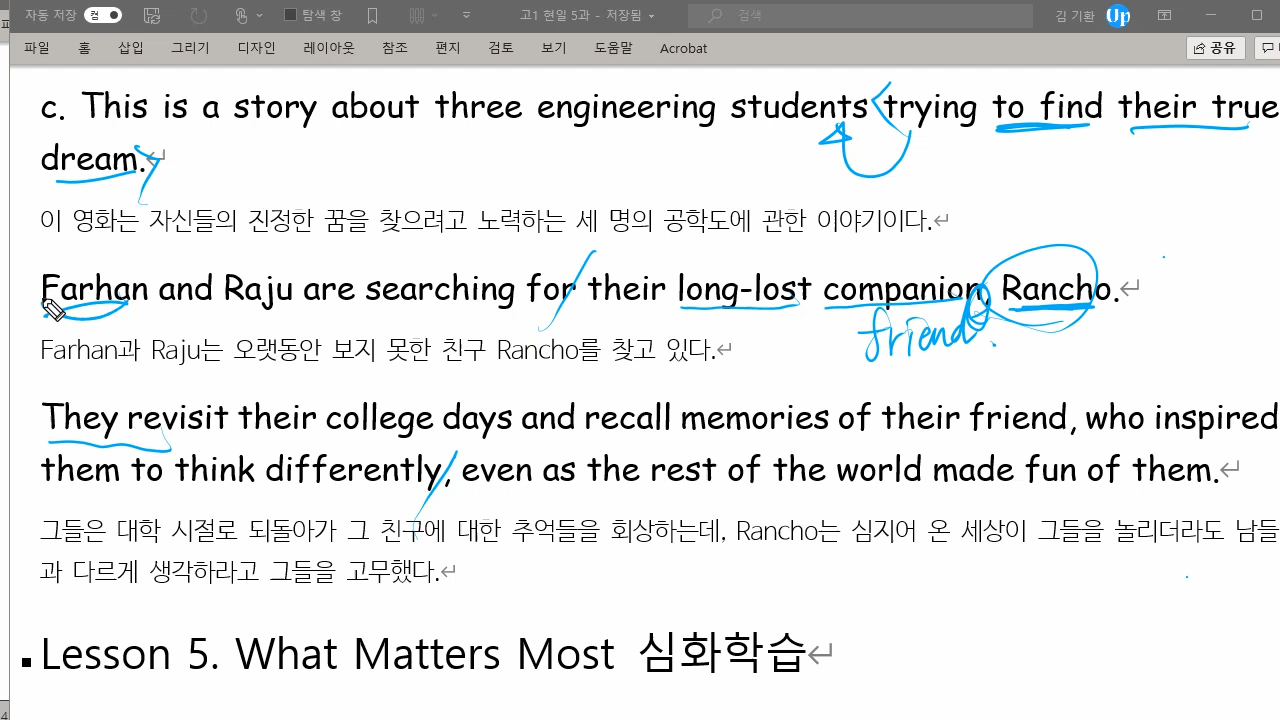 자동 저장 컴 탐색 창 고1 현일 5과 - 저장됨 검색 김 기환 Up
파일 홈 삽입 그리기 디자인 레이아웃 참조 편지 검토 보기 도움말 Acrobat 공유
c. This is a story about three engineering students trying to find their true
dream.
이 영화는 자신들의 진정한 꿈을 찾으려고 노력하는 세 명의 공학도에 관한 이야기이다.
Farhan and Raju are searching for their long-lost companion, Rancho.
friend.
Farhan과 Raju는 오랫동안 보지 못한 친구 Rancho를 찾고 있다.
They revisit their college days and recall memories of their friend, who inspired
them to think differently, even as the rest of the world made fun of them.
그들은 대학 시절로 되돌아가 그 친구에 대한 추억들을 회상하는데, Rancho는 심지어 온 세상이 그들을 놀리더라도 남들
과 다르게 생각하라고 그들을 고무했다.
Lesson 5. What Matters Most 심화학습